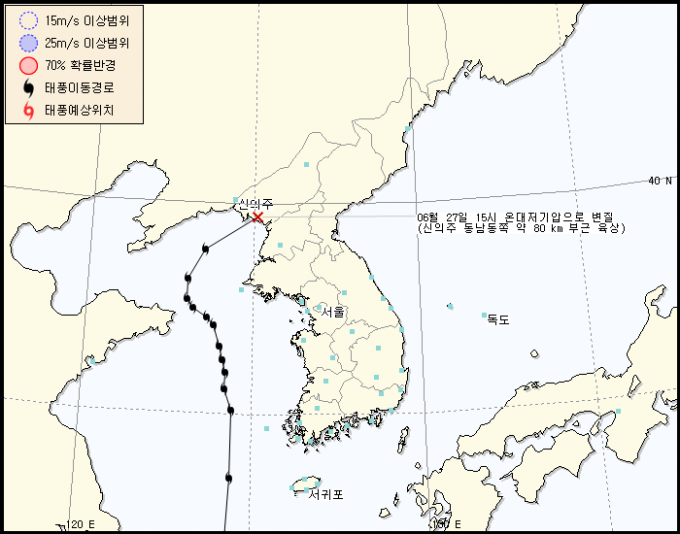 15m/s 이상범위
25m/s 이상범위
70% 확률반경
태풍이동경로
태풍예상위치
40 N
신의주
06월 27일 15시 온대저기압으로 변질
(신의주 동남동쪽 약 80 km 부근 육상)
서울
독도
서귀포
120 E